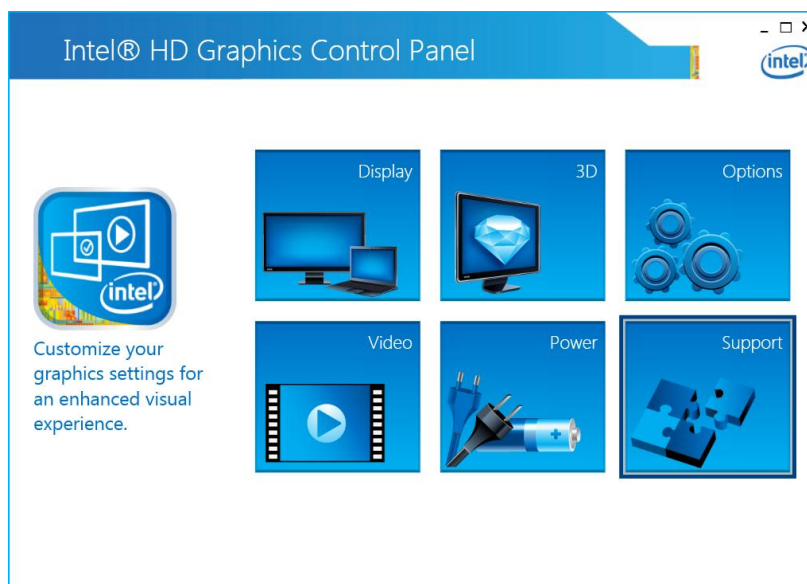 Intel® HD Graphics Control Panel
intel
Display
3D
Options
intel
Customize your
graphics settings for
an enhanced visual
experience.
Video
Power
Support